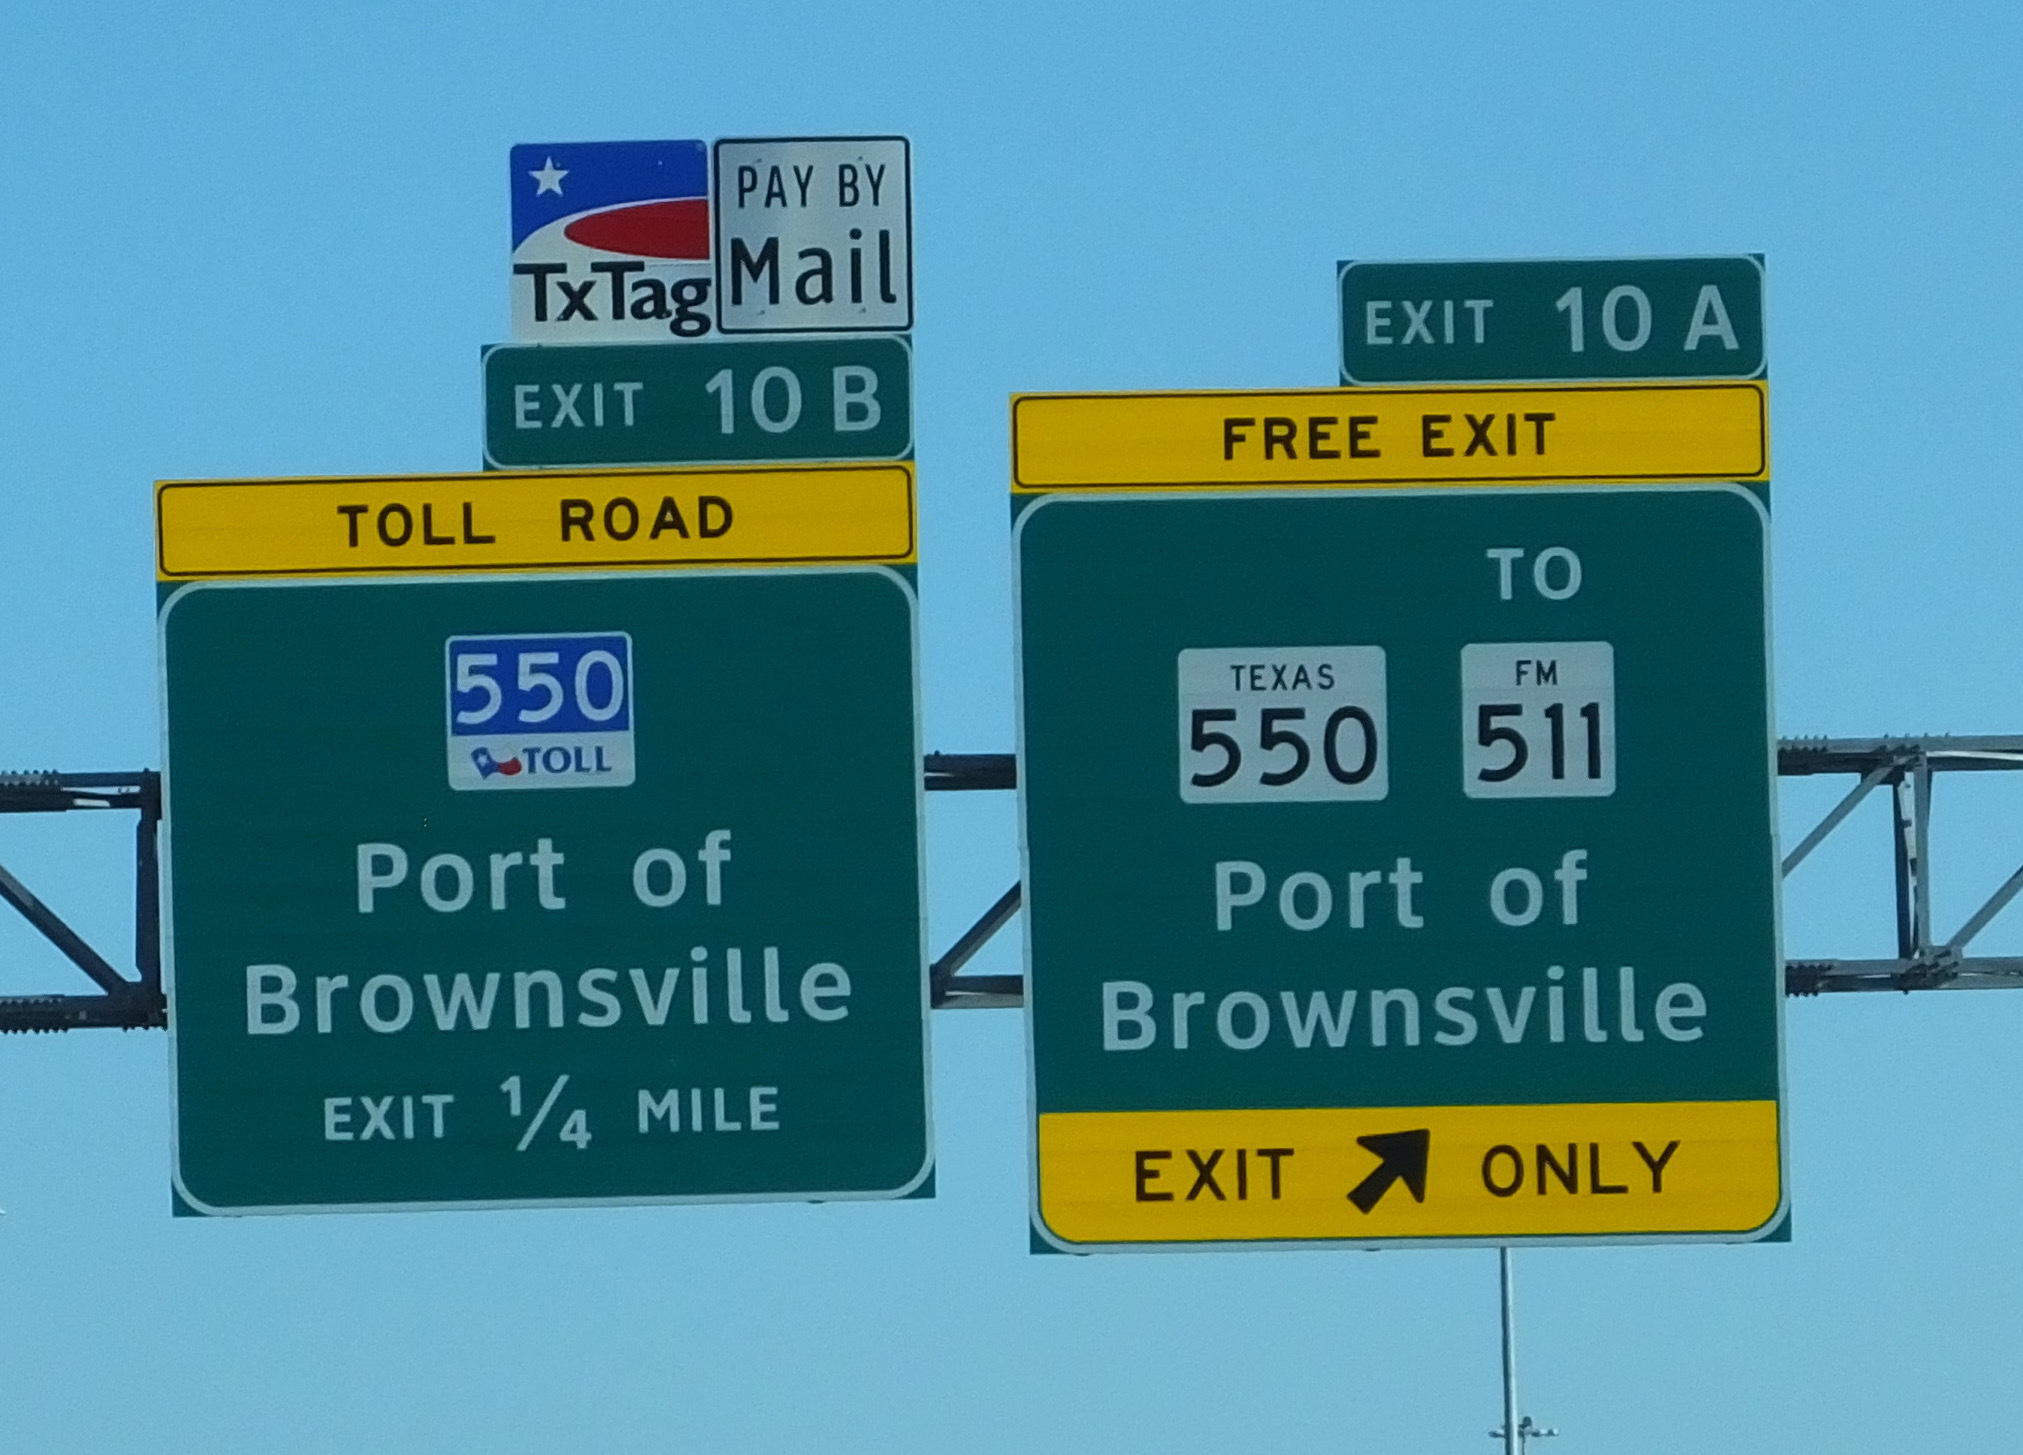 TxTag
PAY BY
Mail
EXIT 10 B
TOLL ROAD
550
TOLL
Port of
Brownsville
EXIT 1/4 MILE
EXIT 10 A
FREE EXIT
TO
TEXAS
550
FM
511
Port of
Brownsville
EXIT ONLY